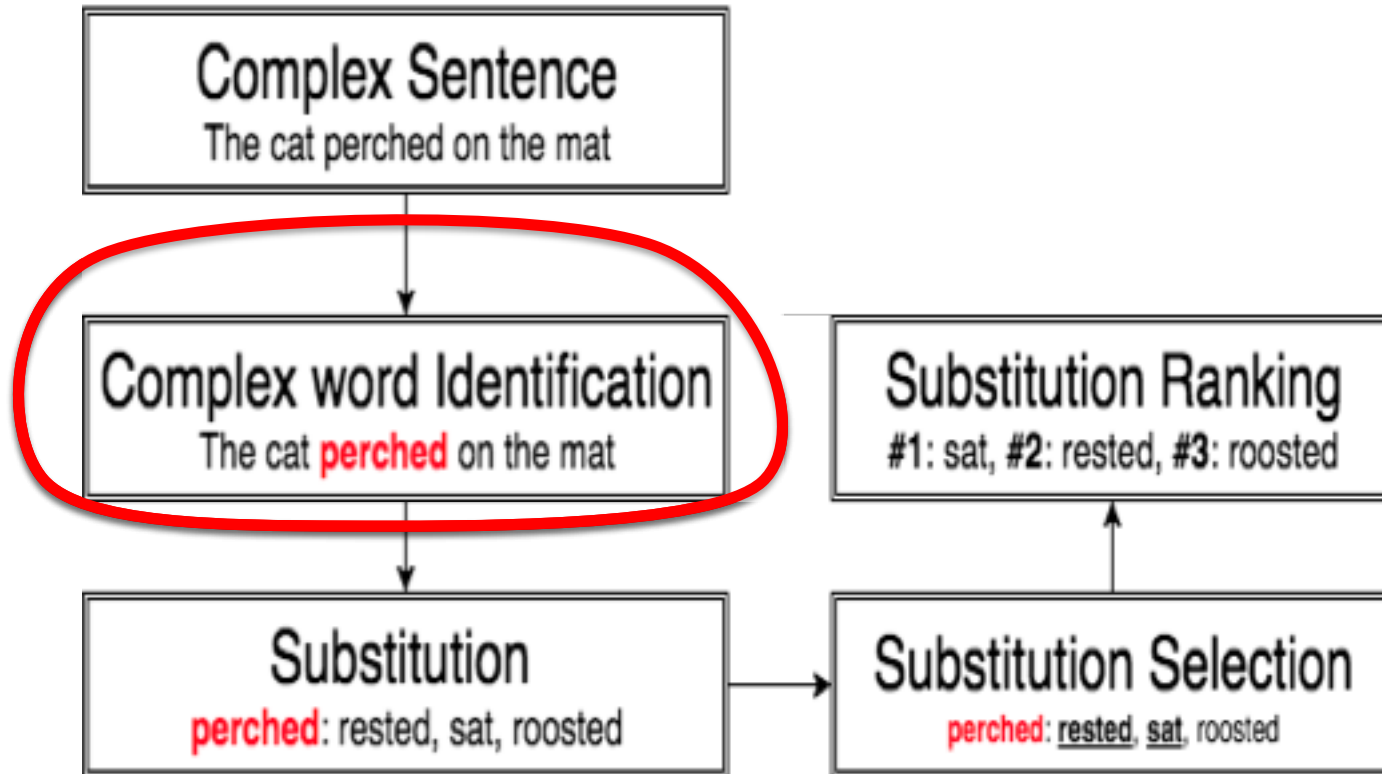 Complex Sentence
The cat perched on the mat
Complex word Identification
The cat perched on the mat
Substitution
perched: rested, sat, roosted
Substitution Selection
perched: rested, sat, roosted
Substitution Ranking
#1: sat, #2: rested, #3: roosted